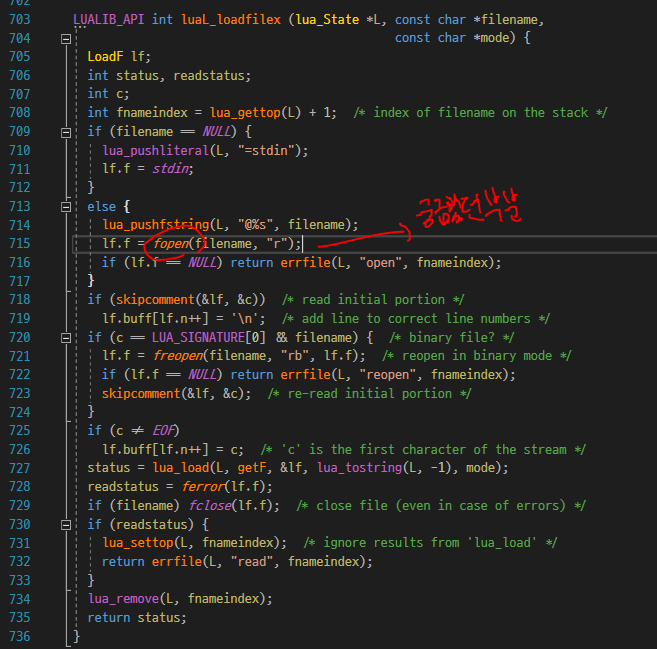 702
703 LUALIB_API int luaL_loadfilex (lua_State *L, const char *filename,
704 const char *mode) {
705 LoadF lf;
706 int status, readstatus;
707 int c;
708 int fnameindex = lua_gettop(L) + 1; /* index of filename on the stack */
709 if (filename == NULL) {
710 lua_pushliteral(L, "=stdin");
711 lf.f = stdin;
712 }
713 else {
714 lua_pushfstring(L, "@%s", filename);
715 lf.f = fopen(filename, "r");
716 if (lf.f == NULL) return errfile(L, "open", fnameindex);
717 }
718 if (skipcomment(&lf, &c)) /* read initial portion */
719 lf.buff[lf.n++] = '\n'; /* add line to correct line numbers */
720 if (c == LUA_SIGNATURE[0] && filename) { /* binary file? */
721 lf.f = freopen(filename, "rb", lf.f); /* reopen in binary mode */
722 if (lf.f == NULL) return errfile(L, "reopen", fnameindex);
723 skipcomment(&lf, &c); /* re-read initial portion */
724 }
725 if (c != EOF)
726 lf.buff[lf.n++] = c; /* 'c' is the first character of the stream */
727 status = lua_load(L, getF, &lf, lua_tostring(L, -1), mode);
728 readstatus = ferror(lf.f);
729 if (filename) fclose(lf.f); /* close file (even in case of errors) */
730 if (readstatus) {
731 lua_settop(L, fnameindex); /* ignore results from 'lua_load' */
732 return errfile(L, "read", fnameindex);
733 }
734 lua_remove(L, fnameindex);
735 return status;
736 }